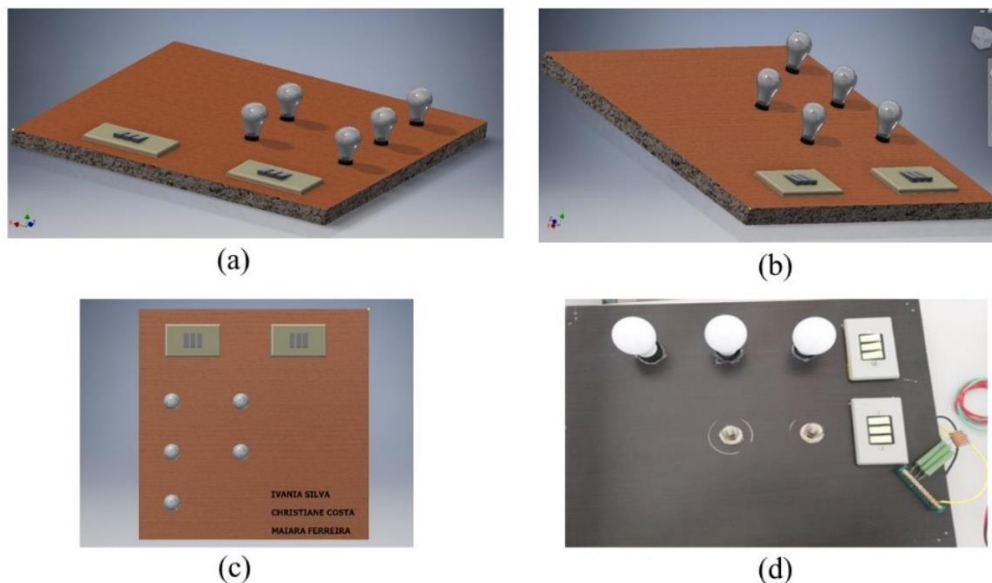 (a)
(b)
IVANIA SILVA
CHRISTIANE COSTA
MAIARA FERREIRA
(c)
(d)